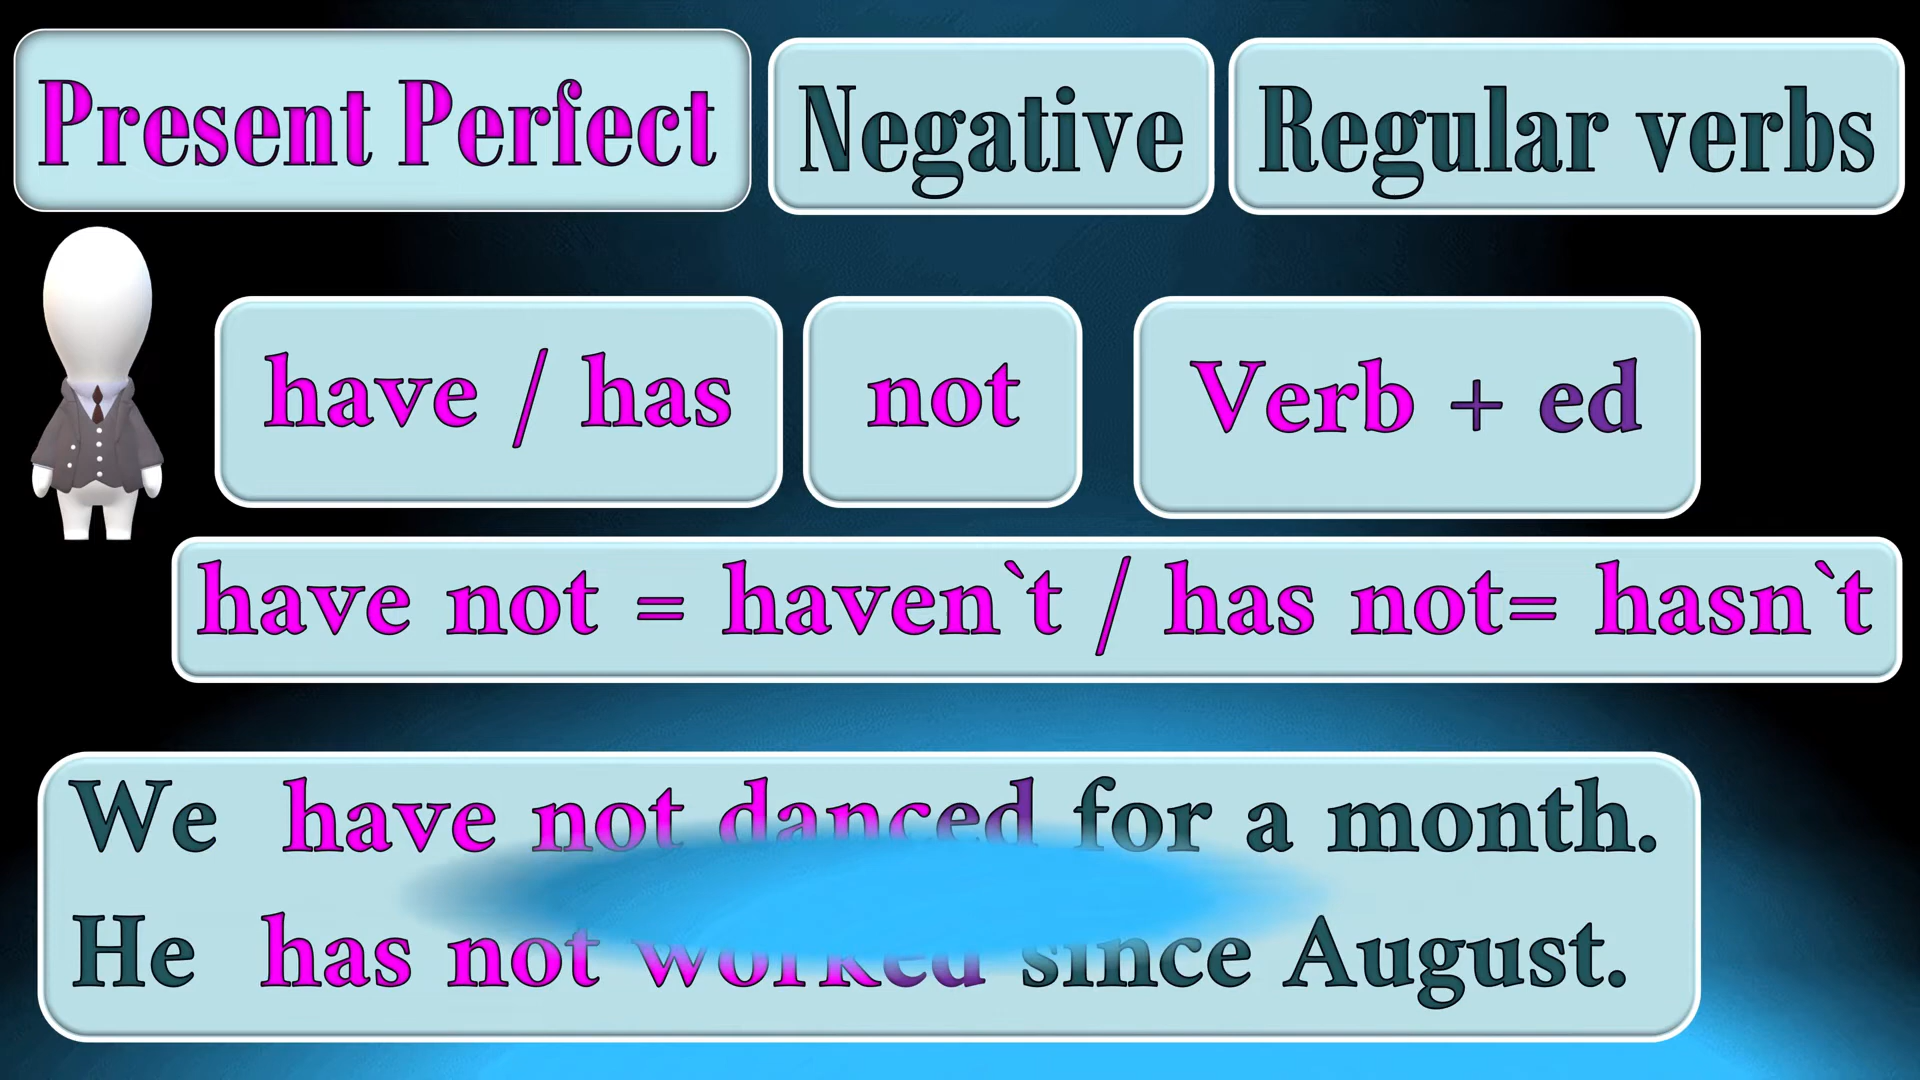 Present Perfect Negative Regular verbs
have / has not Verb + ed
have not = haven`t / has not= hasn`t
We have not danced for a month.
He has not worked since August.